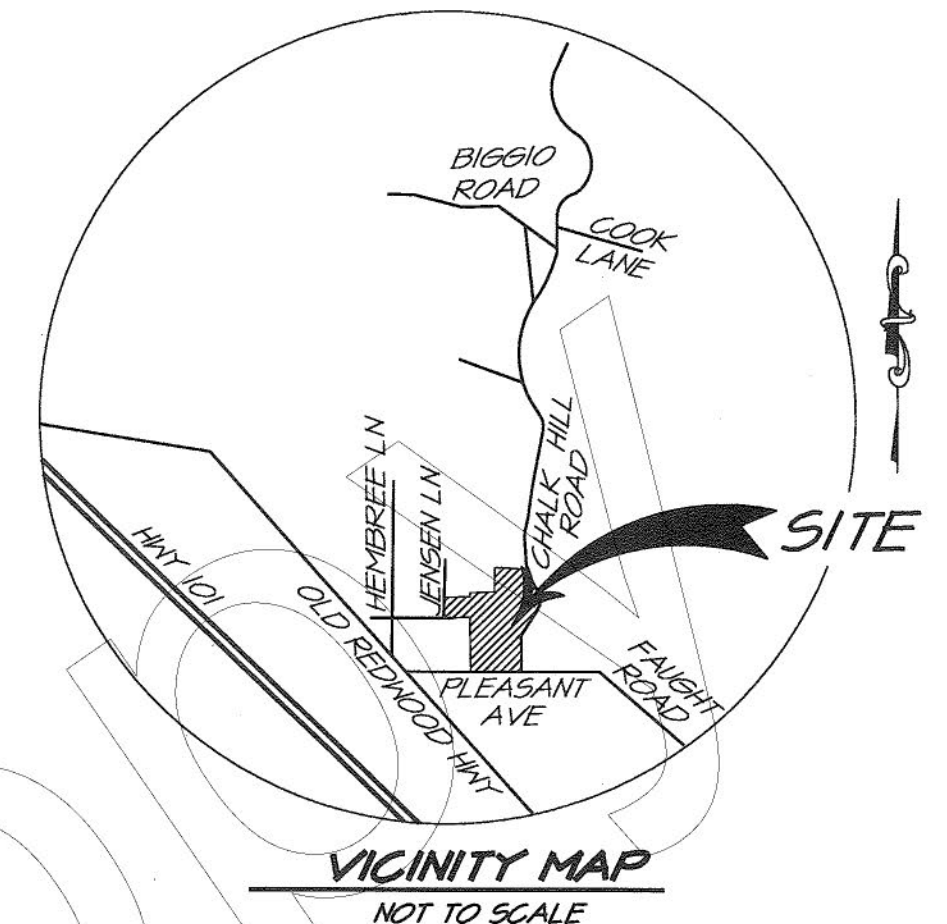 BIGGIO
ROAD
COOK
LANE
CHALK HILL
ROAD
HEMBREE LN
JENSEN LN
SITE
HWY 101
OLD REDWOOD HWY
PLEASANT
AVE
FAUGHT
ROAD
VICINITY MAP
NOT TO SCALE